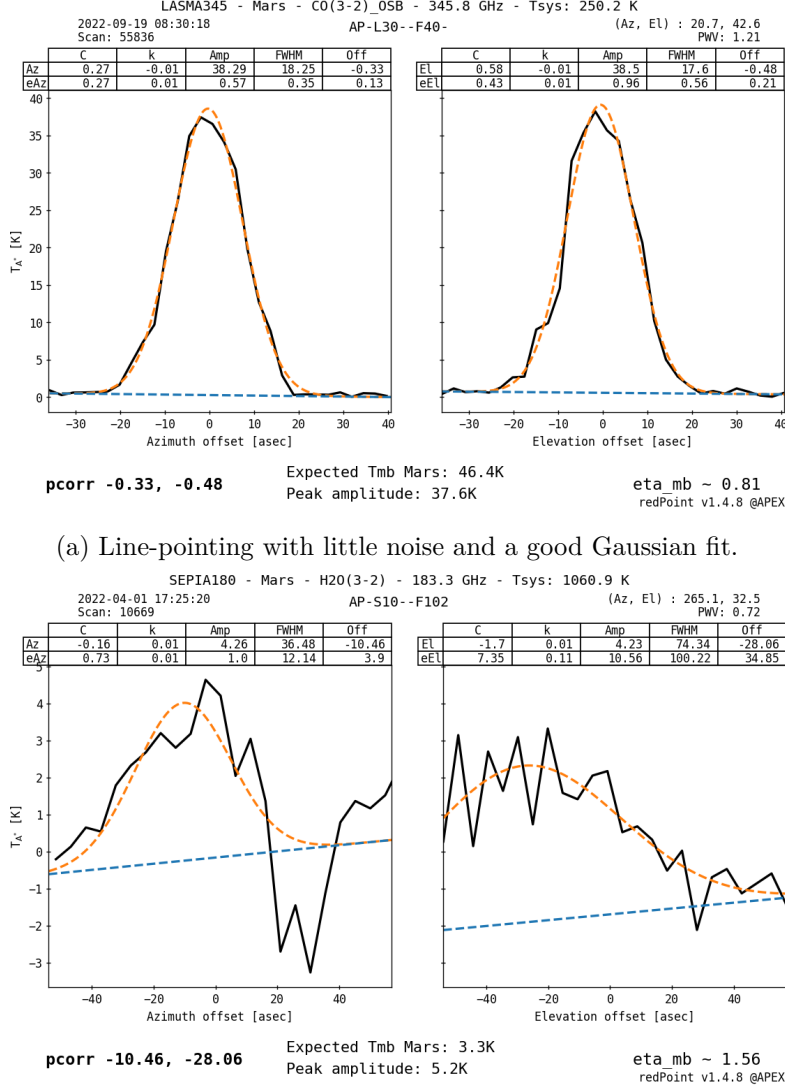 LASMA345 - Mars - CO(3-2)_OSB - 345.8 GHz - Tsys: 250.2 K
2022-09-19 08:30:18 AP-L30--F40- (Az, El) : 20.7, 42.6
Scan: 55836 PWV: 1.21
C k Amp FWHM Off
Az 0.27 -0.01 38.29 18.25 -0.33
eAz 0.27 0.01 0.57 0.35 0.13
C k Amp FWHM Off
El 0.58 -0.01 38.5 17.6 -0.48
eEl 0.43 0.01 0.96 0.56 0.21
40
35
30
25
20
15
10
5
0
T_A* [K]
−30 −20 −10 0 10 20 30 40
Azimuth offset [asec]
−30 −20 −10 0 10 20 30 40
Elevation offset [asec]
pcorr -0.33, -0.48
Expected Tmb Mars: 46.4K
Peak amplitude: 37.6K
eta_mb ~ 0.81
redPoint v1.4.8 @APEX
(a) Line-pointing with little noise and a good Gaussian fit.
SEPIA180 - Mars - H2O(3-2) - 183.3 GHz - Tsys: 1060.9 K
2022-04-01 17:25:20 AP-S10--F102 (Az, El) : 265.1, 32.5
Scan: 10669 PWV: 0.72
C k Amp FWHM Off
Az -0.16 0.01 4.26 36.48 -10.46
eAz 0.73 0.01 1.0 12.14 3.9
C k Amp FWHM Off
El -1.7 0.01 4.23 74.34 -28.06
eEl 7.35 0.11 10.56 100.22 34.85
5
4
3
2
1
0
−1
−2
−3
T_A* [K]
−40 −20 0 20 40
Azimuth offset [asec]
−40 −20 0 20 40
Elevation offset [asec]
pcorr -10.46, -28.06
Expected Tmb Mars: 3.3K
Peak amplitude: 5.2K
eta_mb ~ 1.56
redPoint v1.4.8 @APEX